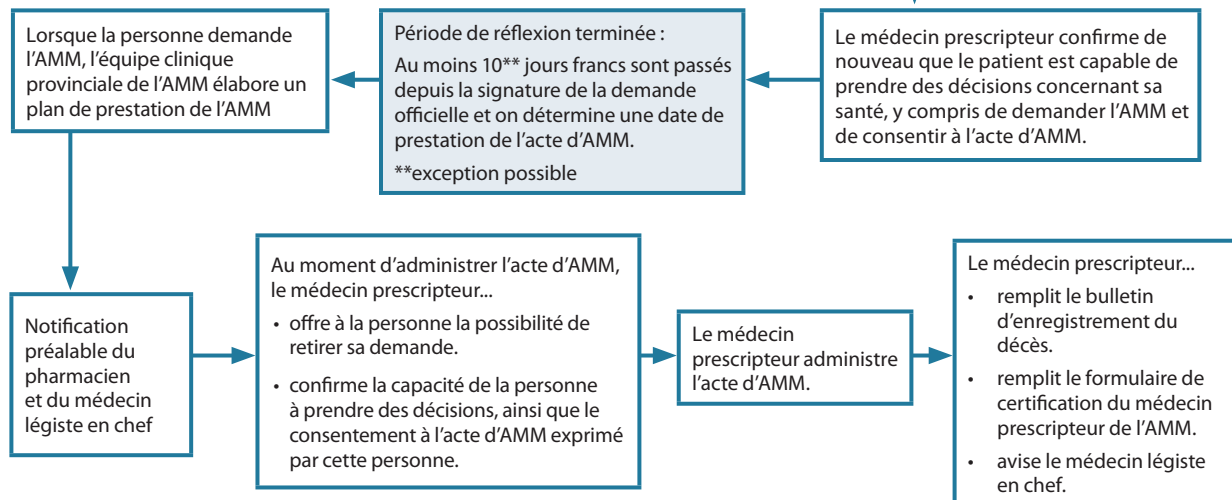 Le médecin prescripteur confirme de
nouveau que le patient est capable de
prendre des décisions concernant sa
santé, y compris de demander l'AMM et
de consentir à l'acte d'AMM.
Période de réflexion terminée :
Au moins 10** jours francs sont passés
depuis la signature de la demande
officielle et on détermine une date de
prestation de l'acte d'AMM.
**exception possible
Lorsque la personne demande
l'AMM, l'équipe clinique
provinciale de l'AMM élabore un
plan de prestation de l'AMM
Notification
préalable du
pharmacien
et du médecin
légiste en chef
Au moment d'administrer l'acte d'AMM,
le médecin prescripteur...
• offre à la personne la possibilité de
retirer sa demande.
• confirme la capacité de la personne
à prendre des décisions, ainsi que le
consentement à l'acte d'AMM exprimé
par cette personne.
Le médecin
prescripteur administre
l'acte d'AMM.
Le médecin prescripteur...
• remplit le bulletin
d'enregistrement du
décès.
• remplit le formulaire de
certification du médecin
prescripteur de l'AMM.
• avise le médecin légiste
en chef.